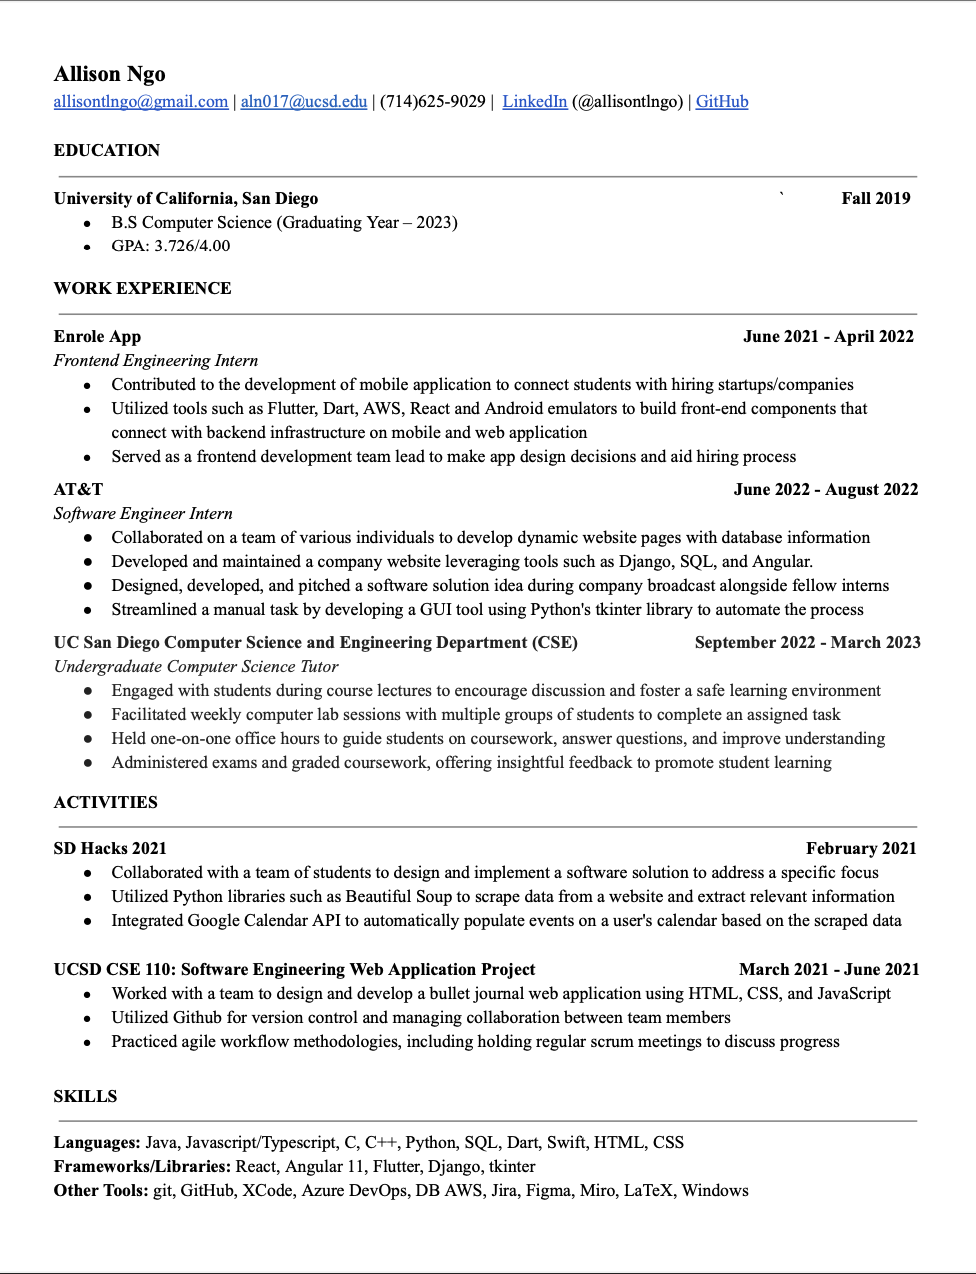 Allison Ngo
allisontlngo@gmail.com | aln017@ucsd.edu | (714)625-9029 | LinkedIn (@allisontlngo) | GitHub
EDUCATION
University of California, San Diego ` Fall 2019
● B.S Computer Science (Graduating Year – 2023)
● GPA: 3.726/4.00
WORK EXPERIENCE
Enrole App June 2021 - April 2022
Frontend Engineering Intern
● Contributed to the development of mobile application to connect students with hiring startups/companies
● Utilized tools such as Flutter, Dart, AWS, React and Android emulators to build front-end components that
connect with backend infrastructure on mobile and web application
● Served as a frontend development team lead to make app design decisions and aid hiring process
AT&T June 2022 - August 2022
Software Engineer Intern
● Collaborated on a team of various individuals to develop dynamic website pages with database information
● Developed and maintained a company website leveraging tools such as Django, SQL, and Angular.
● Designed, developed, and pitched a software solution idea during company broadcast alongside fellow interns
● Streamlined a manual task by developing a GUI tool using Python's tkinter library to automate the process
UC San Diego Computer Science and Engineering Department (CSE) September 2022 - March 2023
Undergraduate Computer Science Tutor
● Engaged with students during course lectures to encourage discussion and foster a safe learning environment
● Facilitated weekly computer lab sessions with multiple groups of students to complete an assigned task
● Held one-on-one office hours to guide students on coursework, answer questions, and improve understanding
● Administered exams and graded coursework, offering insightful feedback to promote student learning
ACTIVITIES
SD Hacks 2021 February 2021
● Collaborated with a team of students to design and implement a software solution to address a specific focus
● Utilized Python libraries such as Beautiful Soup to scrape data from a website and extract relevant information
● Integrated Google Calendar API to automatically populate events on a user's calendar based on the scraped data
UCSD CSE 110: Software Engineering Web Application Project March 2021 - June 2021
● Worked with a team to design and develop a bullet journal web application using HTML, CSS, and JavaScript
● Utilized Github for version control and managing collaboration between team members
● Practiced agile workflow methodologies, including holding regular scrum meetings to discuss progress
SKILLS
Languages: Java, Javascript/Typescript, C, C++, Python, SQL, Dart, Swift, HTML, CSS
Frameworks/Libraries: React, Angular 11, Flutter, Django, tkinter
Other Tools: git, GitHub, XCode, Azure DevOps, DB AWS, Jira, Figma, Miro, LaTeX, Windows